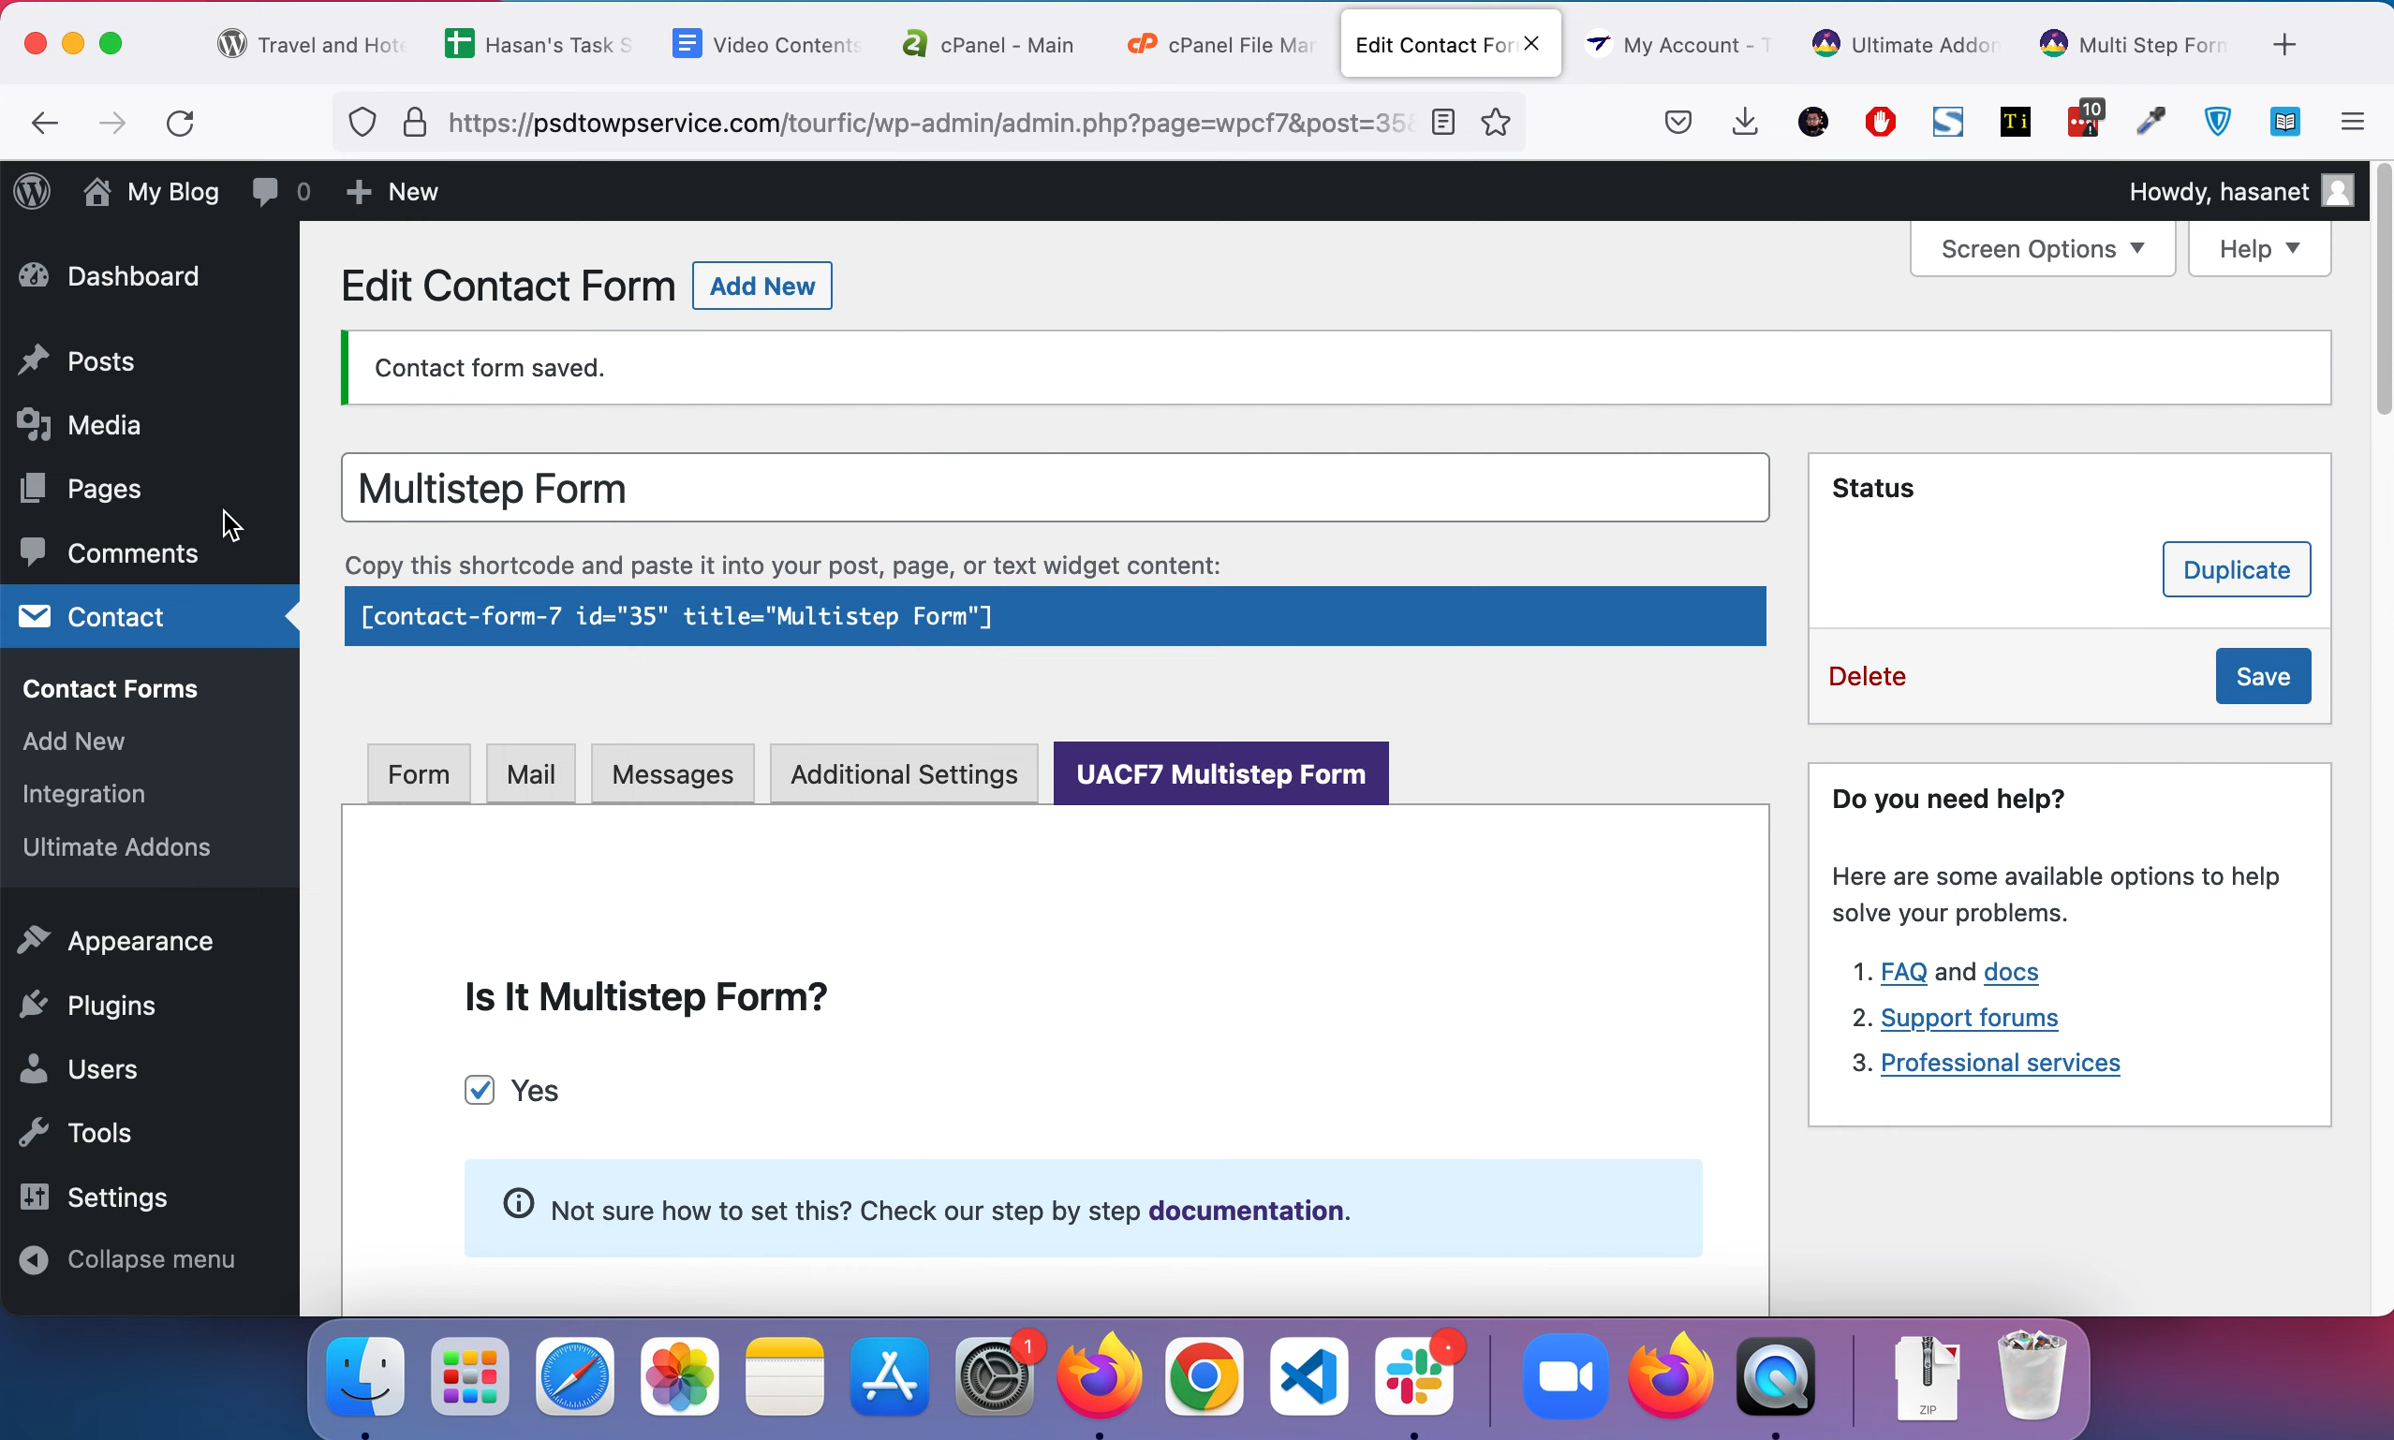 Travel and Hote
Hasan's Task S
Video Contents
cPanel - Main
cPanel File Mar
Edit Contact For
My Account - T
Ultimate Addon
Multi Step Form
https://psdtowpservice.com/tourfic/wp-admin/admin.php?page=wpcf7&post=35&
Ti
10
My Blog
0
New
Howdy, hasanet
Screen Options
Help
Dashboard
Posts
Media
Pages
Comments
Contact
Contact Forms
Add New
Integration
Ultimate Addons
Appearance
Plugins
Users
Tools
Settings
Collapse menu
Edit Contact Form
Add New
Contact form saved.
Multistep Form
Copy this shortcode and paste it into your post, page, or text widget content:
[contact-form-7 id="35" title="Multistep Form"]
Form
Mail
Messages
Additional Settings
UACF7 Multistep Form
Is It Multistep Form?
Yes
Not sure how to set this? Check our step by step documentation.
Status
Duplicate
Delete
Save
Do you need help?
Here are some available options to help
solve your problems.
1. FAQ and docs
2. Support forums
3. Professional services
1
ZIP